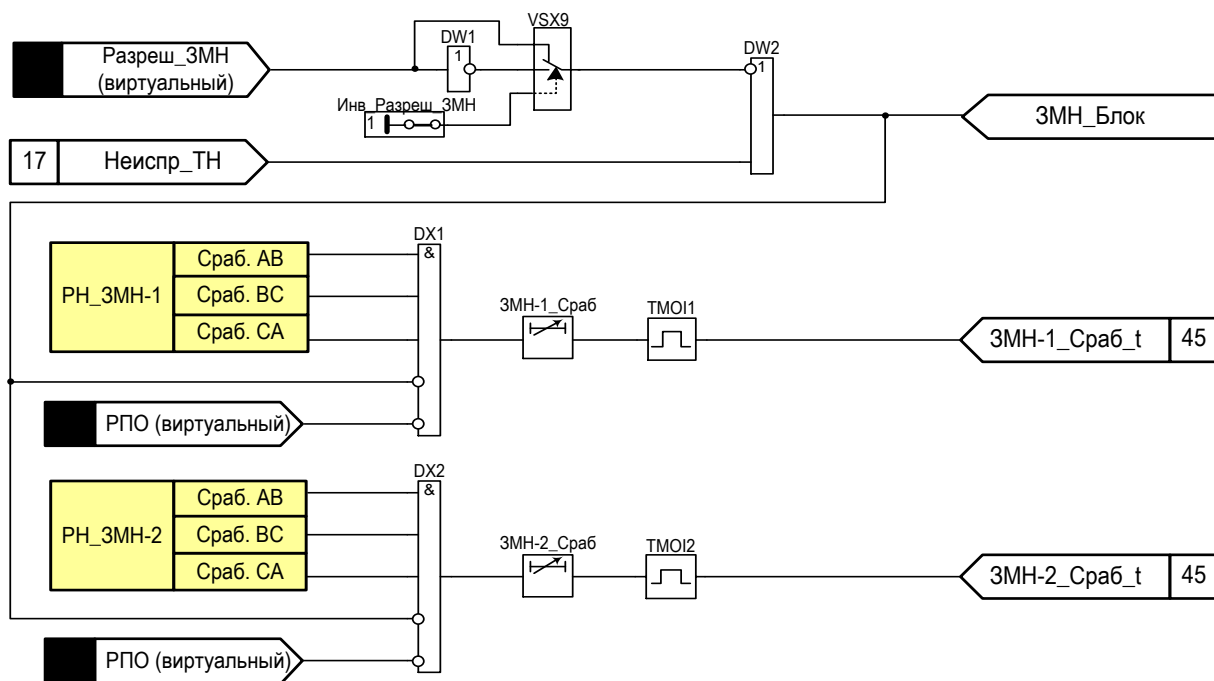 VSX9
Разреш_ЗМН
(виртуальный)
DW1
1
DW2
1
Инв_Разреш_ЗМН
1
ЗМН_Блок
17 Неиспр_ТН
DX1
&
РН_ЗМН-1
Сраб. АВ
Сраб. ВС
Сраб. СА
ЗМН-1_Сраб
TMOI1
ЗМН-1_Сраб_t 45
РПО (виртуальный)
DX2
&
РН_ЗМН-2
Сраб. АВ
Сраб. ВС
Сраб. СА
ЗМН-2_Сраб
TMOI2
ЗМН-2_Сраб_t 45
РПО (виртуальный)